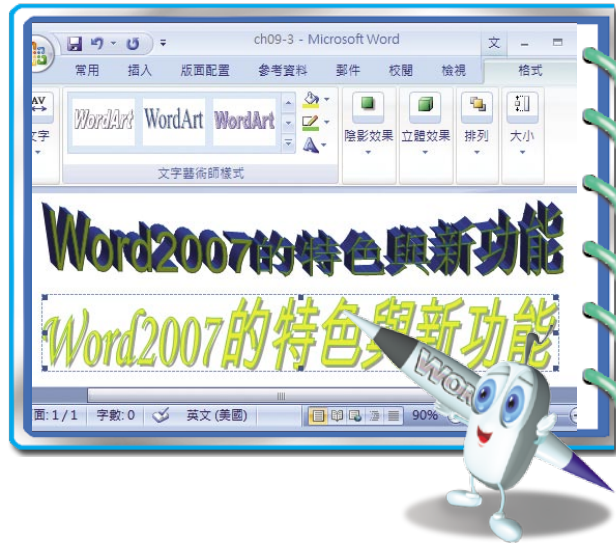 ch09-3 - Microsoft Word
文
常用 插入 版面配置 參考資料 郵件 校閱 檢視 格式
AV
文字
WordArt WordArt WordArt
陰影效果 立體效果 排列 大小
文字藝術師樣式
Word2007的特色與新功能
Word2007的特色與新功能
面: 1/1 字數: 0 英文 (美國) 90%
WOR